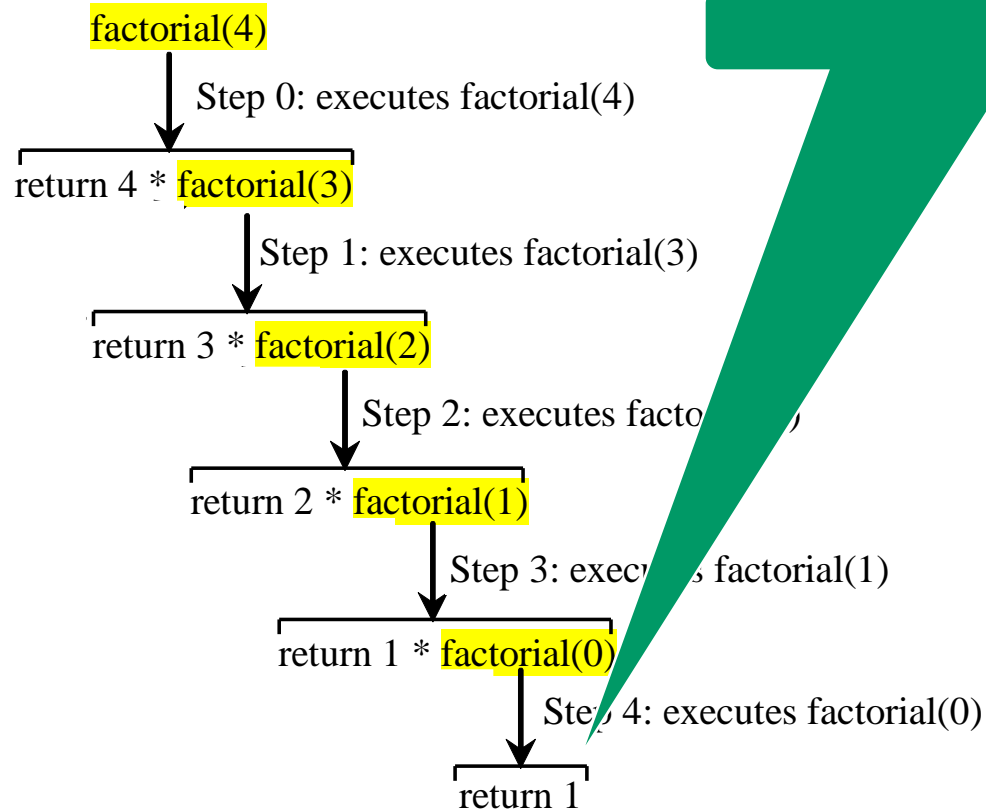 factorial(4)
Step 0: executes factorial(4)
return 4 * factorial(3)
Step 1: executes factorial(3)
return 3 * factorial(2)
Step 2: executes
return 2 * factorial(1)
Step 3: factorial(1)
return 1 * factorial(0)
Step 4: executes factorial(0)
return 1